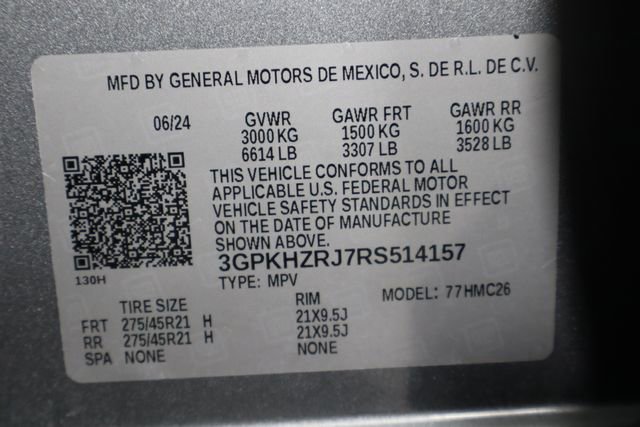 MFD BY GENERAL MOTORS DE MEXICO, S. DE R.L. DE C.V.
06/24 GVWR GAWR FRT GAWR RR
3000 KG 1500 KG 1600 KG
6614 LB 3307 LB 3528 LB
THIS VEHICLE CONFORMS TO ALL
APPLICABLE U.S. FEDERAL MOTOR
VEHICLE SAFETY STANDARDS IN EFFECT
ON THE DATE OF MANUFACTURE
SHOWN ABOVE.
3GPKHZRJ7RS514157
130H
TYPE: MPV MODEL: 77HMC26
TIRE SIZE RIM
FRT 275/45R21 H 21X9.5J
RR 275/45R21 H 21X9.5J
SPA NONE NONE